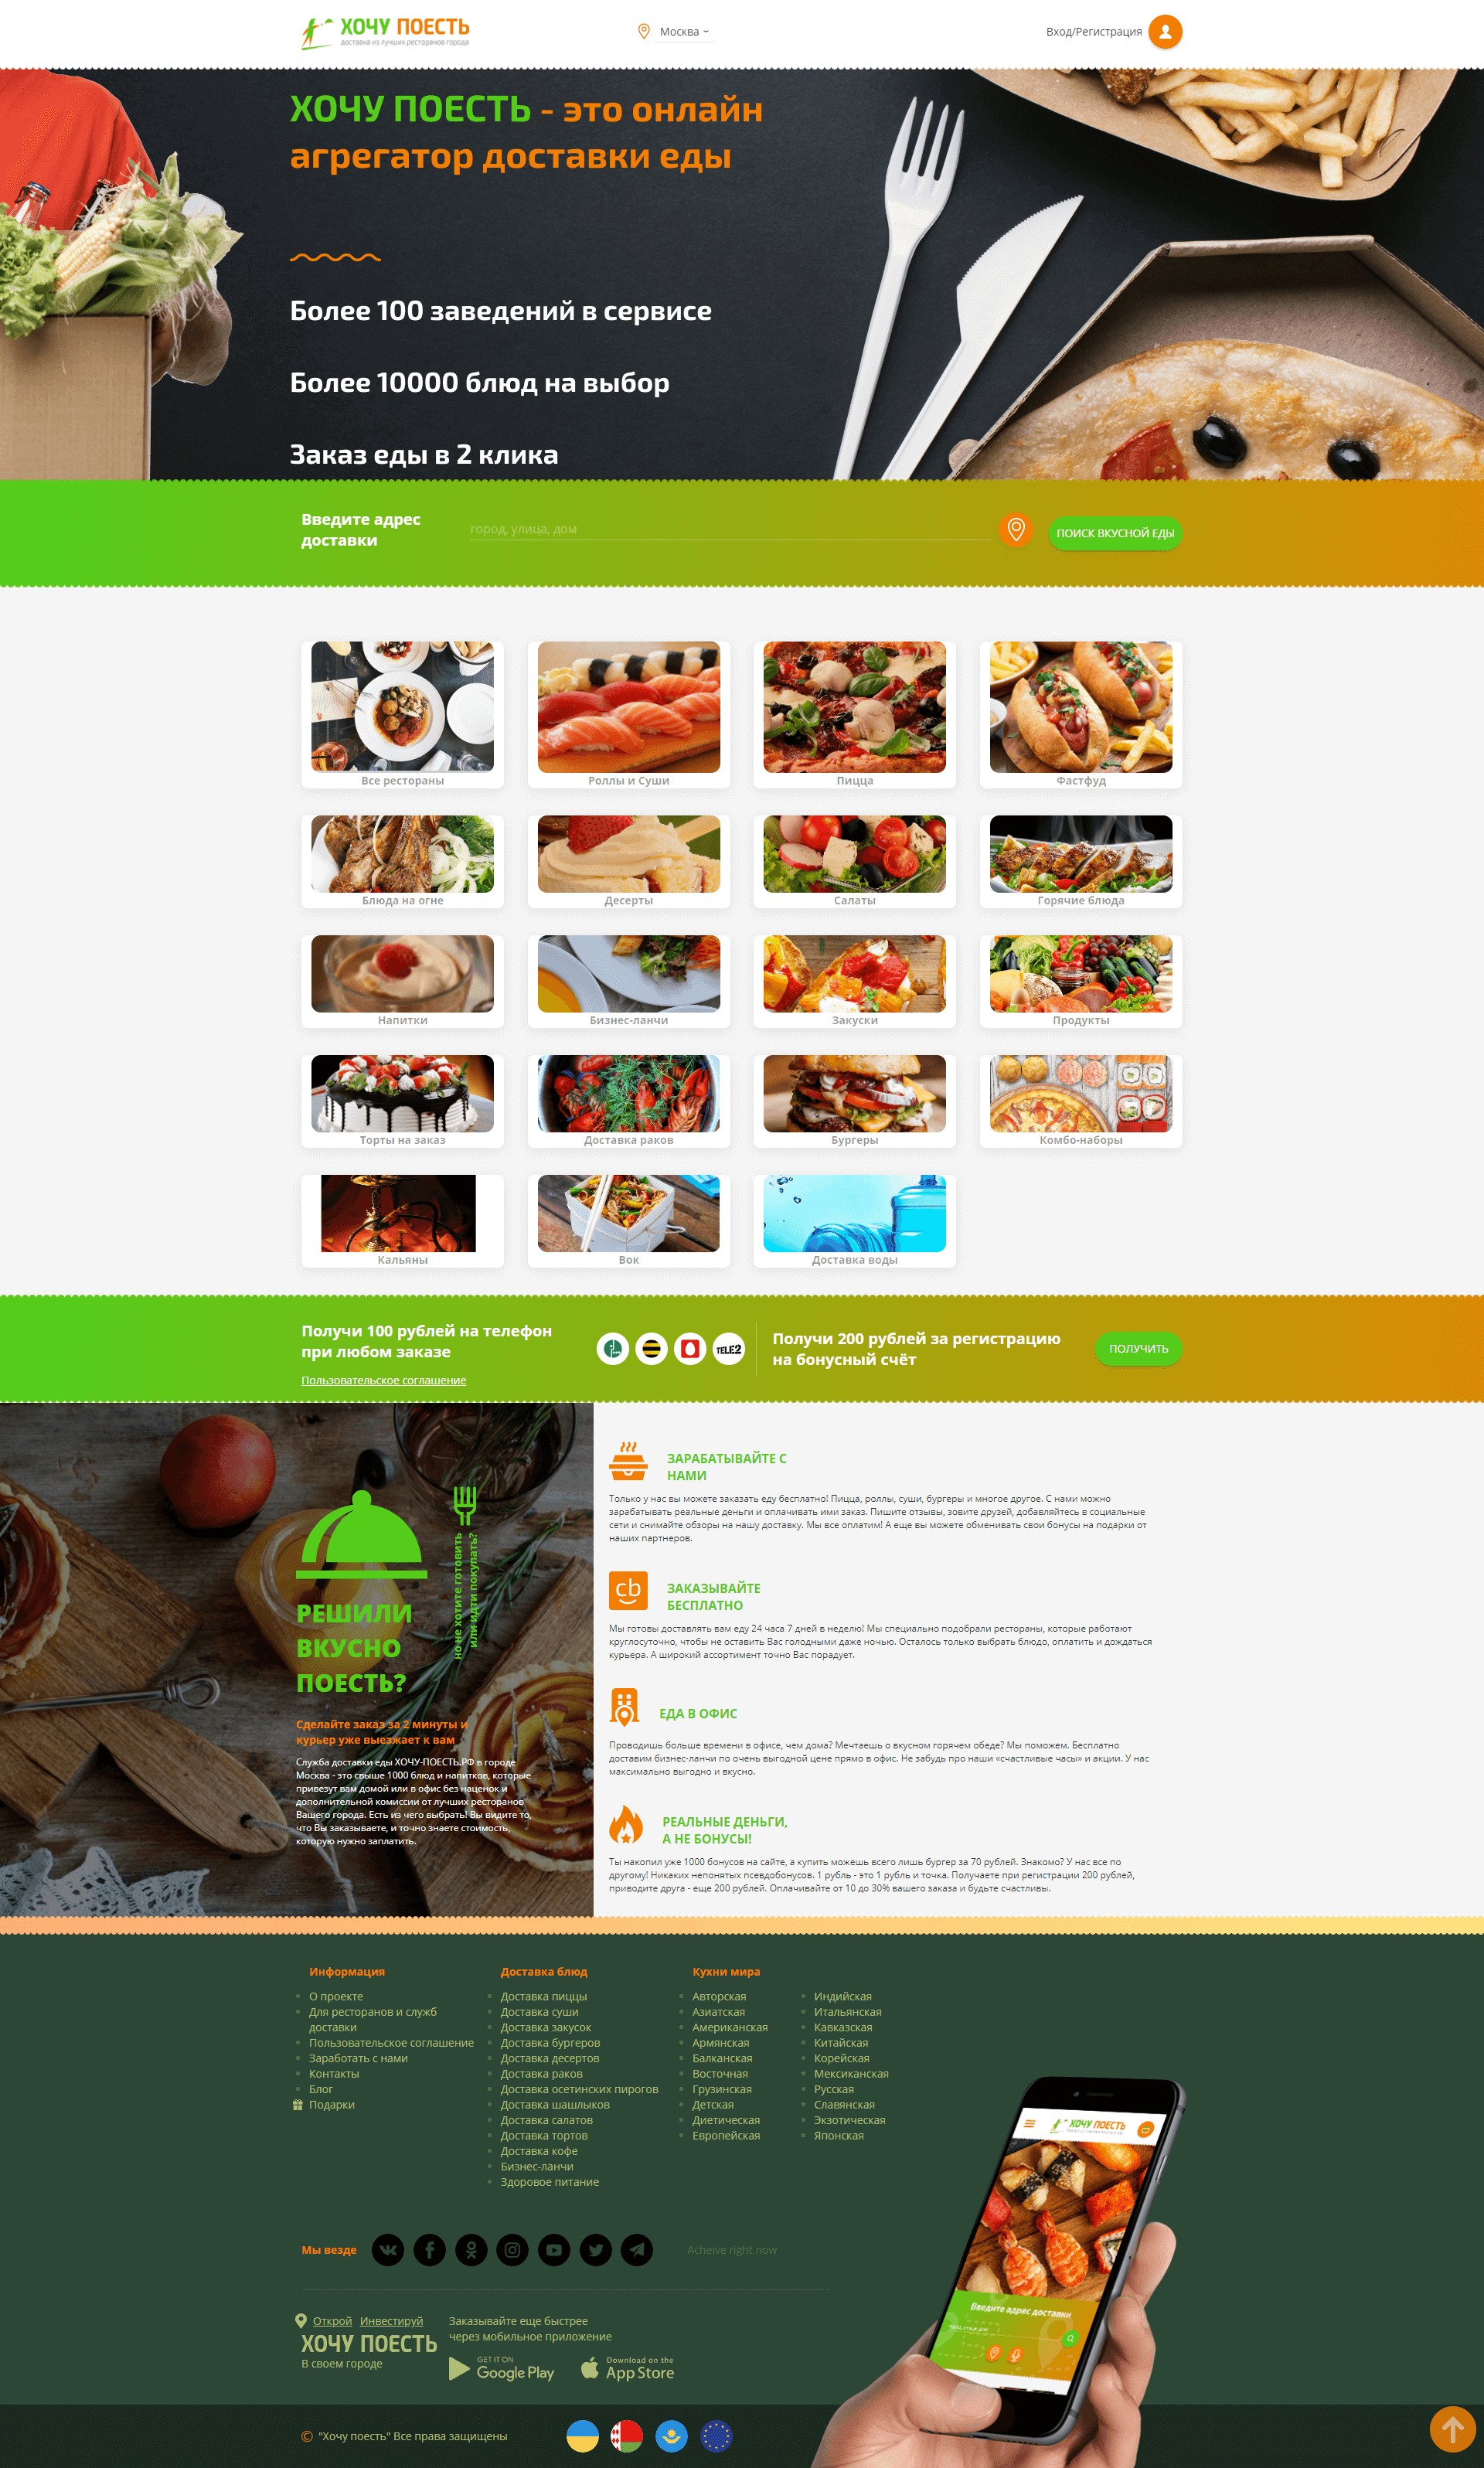 ХОЧУ ПОЕСТЬ
доставка из лучших ресторанов города
Москва
Вход/Регистрация
ХОЧУ ПОЕСТЬ - это онлайн
агрегатор доставки еды
Более 100 заведений в сервисе
Более 10000 блюд на выбор
Заказ еды в 2 клика
Введите адрес
доставки
город, улица, дом
ПОИСК ВКУСНОЙ ЕДЫ
Все рестораны
Роллы и Суши
Пицца
Фастфуд
Блюда на огне
Десерты
Салаты
Горячие блюда
Напитки
Бизнес-ланчи
Закуски
Продукты
Торты на заказ
Доставка раков
Бургеры
Комбо-наборы
Кальяны
Вок
Доставка воды
Получи 100 рублей на телефон
при любом заказе
Пользовательское соглашение
TELE2
Получи 200 рублей за регистрацию
на бонусный счёт
ПОЛУЧИТЬ
РЕШИЛИ
ВКУСНО
ПОЕСТЬ?
но не хотите готовить
или идти покупать?
Сделайте заказ за 2 минуты и
курьер уже выезжает к вам
Служба доставки еды ХОЧУ-ПОЕСТЬ.РФ в городе
Москва - это свыше 1000 блюд и напитков, которые
привезут вам домой или в офис без наценок и
дополнительной комиссии от лучших ресторанов
Вашего города. Есть из чего выбрать! Вы видите то,
что Вы заказываете, и точно знаете стоимость,
которую нужно заплатить.
ЗАРАБАТЫВАЙТЕ С
НАМИ
Только у нас вы можете заказать еду бесплатно! Пицца, роллы, суши, бургеры и многое другое. С нами можно
зарабатывать реальные деньги и оплачивать ими заказ. Пишите отзывы, зовите друзей, добавляйтесь в социальные
сети и снимайте обзоры на нашу доставку. Мы все оплатим! А еще вы можете обменивать свои бонусы на подарки от
наших партнеров.
cb
ЗАКАЗЫВАЙТЕ
БЕСПЛАТНО
Мы готовы доставлять вам еду 24 часа 7 дней в неделю! Мы специально подобрали рестораны, которые работают
круглосуточно, чтобы не оставить Вас голодными даже ночью. Осталось только выбрать блюдо, оплатить и дождаться
курьера. А широкий ассортимент точно Вас порадует.
ЕДА В ОФИС
Проводишь больше времени в офисе, чем дома? Мечтаешь о вкусном горячем обеде? Мы поможем. Бесплатно
доставим бизнес-ланчи по очень выгодной цене прямо в офис. Не забудь про наши «счастливые часы» и акции. У нас
максимально выгодно и вкусно.
РЕАЛЬНЫЕ ДЕНЬГИ,
А НЕ БОНУСЫ!
Ты накопил уже 1000 бонусов на сайте, а купить можешь всего лишь бургер за 70 рублей. Знакомо? У нас все по
другому! Никаких непонятых псевдобонусов. 1 рубль - это 1 рубль и точка. Получаете при регистрации 200 рублей,
приводите друга - еще 200 рублей. Оплачивайте от 10 до 30% вашего заказа и будьте счастливы.
Информация
О проекте
Для ресторанов и служб
доставки
Пользовательское соглашение
Заработать с нами
Контакты
Блог
Подарки
Доставка блюд
Доставка пиццы
Доставка суши
Доставка закусок
Доставка бургеров
Доставка десертов
Доставка раков
Доставка осетинских пирогов
Доставка шашлыков
Доставка салатов
Доставка тортов
Доставка кофе
Бизнес-ланчи
Здоровое питание
Кухни мира
Авторская
Азиатская
Американская
Армянская
Балканская
Восточная
Грузинская
Детская
Диетическая
Европейская
Индийская
Итальянская
Кавказская
Китайская
Корейская
Мексиканская
Русская
Славянская
Экзотическая
Японская
ХОЧУ ПОЕСТЬ
Введите адрес доставки
Мы везде
Acheive right now
Открой Инвестируй
ХОЧУ ПОЕСТЬ
В своем городе
Заказывайте еще быстрее
через мобильное приложение
GET IT ON
Google Play
Download on the
App Store
© "Хочу поесть" Все права защищены